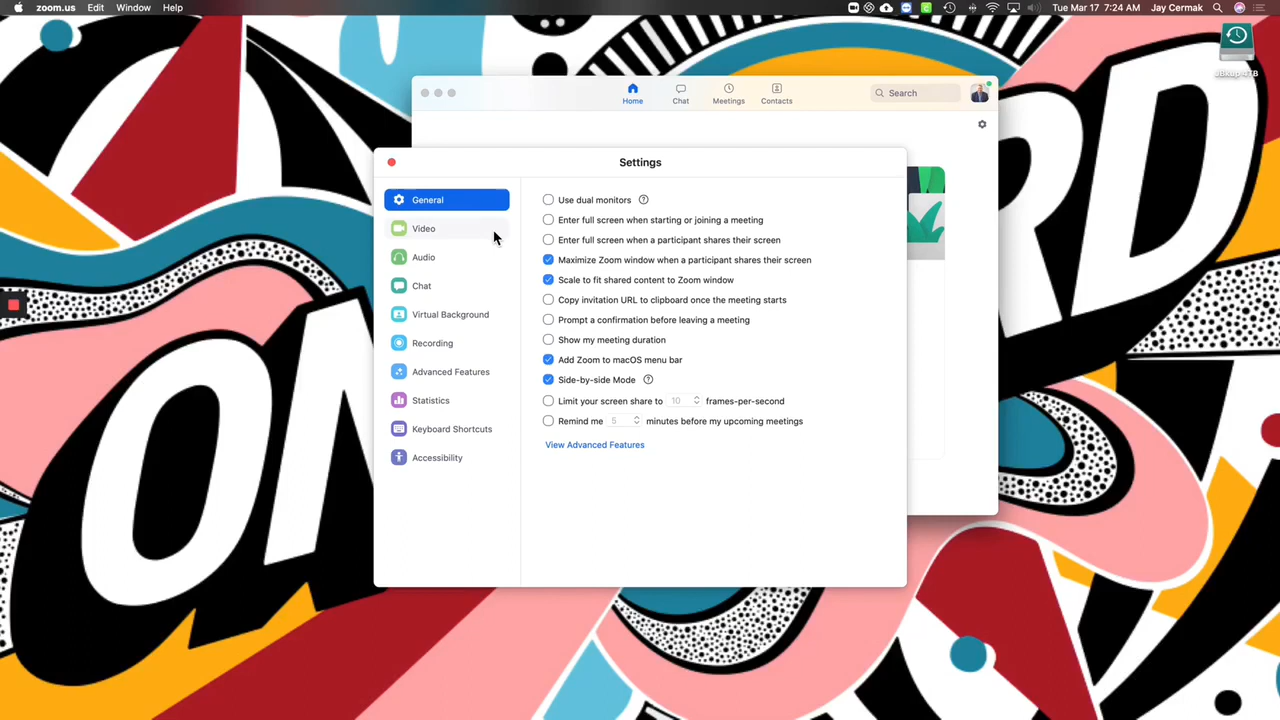 zoom.us Edit Window Help Tue Mar 17 7:24 AM Jay Cermak
JBkup 4TB
Home Chat Meetings Contacts Search
Settings
General
Video
Audio
Chat
Virtual Background
Recording
Advanced Features
Statistics
Keyboard Shortcuts
Accessibility
Use dual monitors ?
Enter full screen when starting or joining a meeting
Enter full screen when a participant shares their screen
Maximize Zoom window when a participant shares their screen
Scale to fit shared content to Zoom window
Copy invitation URL to clipboard once the meeting starts
Prompt a confirmation before leaving a meeting
Show my meeting duration
Add Zoom to macOS menu bar
Side-by-side Mode ?
Limit your screen share to 10 frames-per-second
Remind me 5 minutes before my upcoming meetings
View Advanced Features